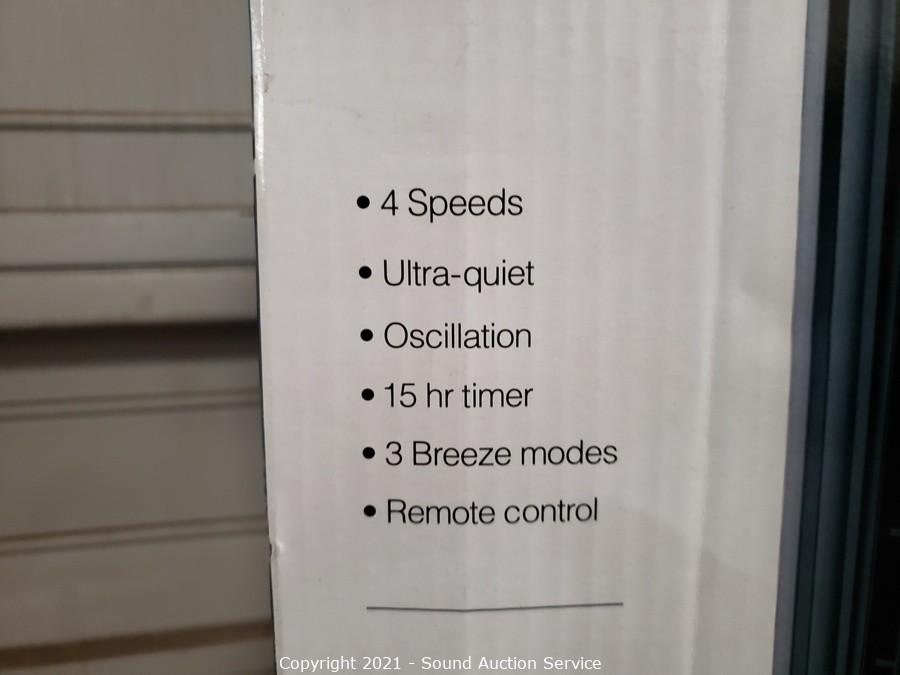 • 4 Speeds
• Ultra-quiet
• Oscillation
• 15 hr timer
• 3 Breeze modes
• Remote control
Copyright 2021 - Sound Auction Service